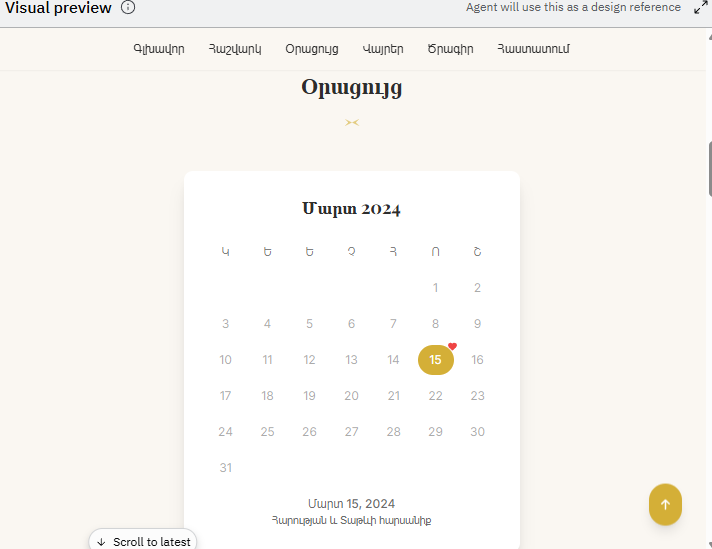 Visual preview
Agent will use this as a design reference
Գլխավոր Հաշվարկ Օրացույց Վայրեր Ծրագիր Հաստատում
Օրացույց
Մարտ 2024
Կ Ե Ե Չ Հ Ո Շ
1 2
3 4 5 6 7 8 9
10 11 12 13 14 15 16
17 18 19 20 21 22 23
24 25 26 27 28 29 30
31
Մարտ 15, 2024
Հարության և Տաթևի հարսանիք
Scroll to latest